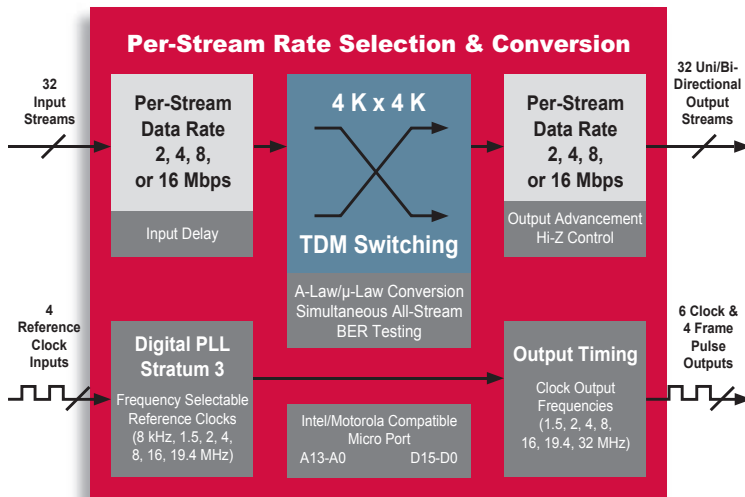 Per-Stream Rate Selection & Conversion
32
Input
Streams
Per-Stream
Data Rate
2, 4, 8,
or 16 Mbps
Input Delay
4 K x 4 K
TDM Switching
A-Law/µ-Law Conversion
Simultaneous All-Stream
BER Testing
Per-Stream
Data Rate
2, 4, 8,
or 16 Mbps
Output Advancement
Hi-Z Control
32 Uni/Bi-
Directional
Output
Streams
4
Reference
Clock
Inputs
Digital PLL
Stratum 3
Frequency Selectable
Reference Clocks
(8 kHz, 1.5, 2, 4,
8, 16, 19.4 MHz)
Intel/Motorola Compatible
Micro Port
A13-A0 D15-D0
Output Timing
Clock Output
Frequencies
(1.5, 2, 4, 8,
16, 19.4, 32 MHz)
6 Clock &
4 Frame
Pulse
Outputs